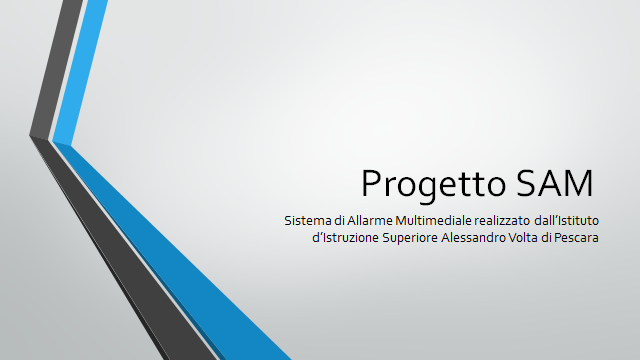 Progetto SAM
Sistema di Allarme Multimediale realizzato dall’Istituto
d’Istruzione Superiore Alessandro Volta di Pescara